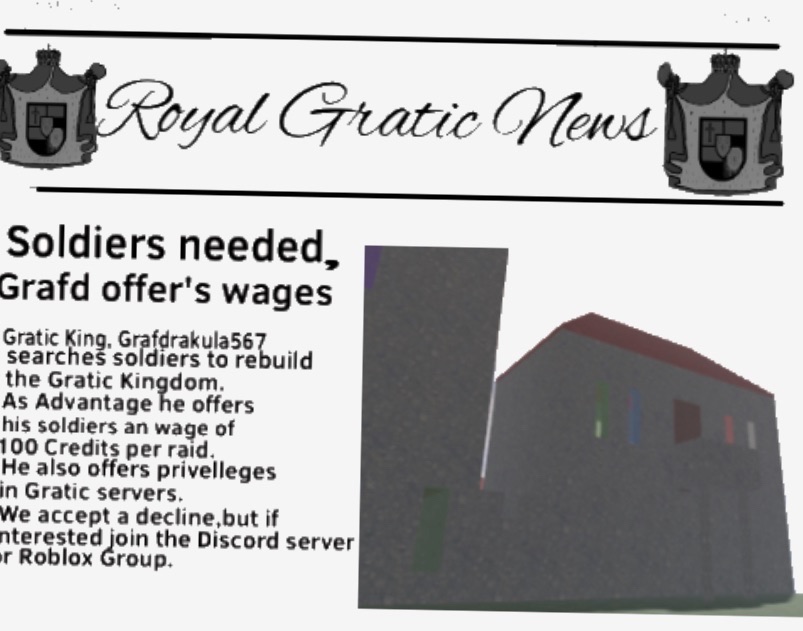 Royal Gratic News
Soldiers needed,
Grafd offer's wages
Gratic King, Grafdrakula567
searches soldiers to rebuild
the Gratic Kingdom.
As Advantage he offers
his soldiers an wage of
100 Credits per raid.
He also offers privelleges
in Gratic servers.
We accept a decline,but if
nterested join the Discord server
or Roblox Group.